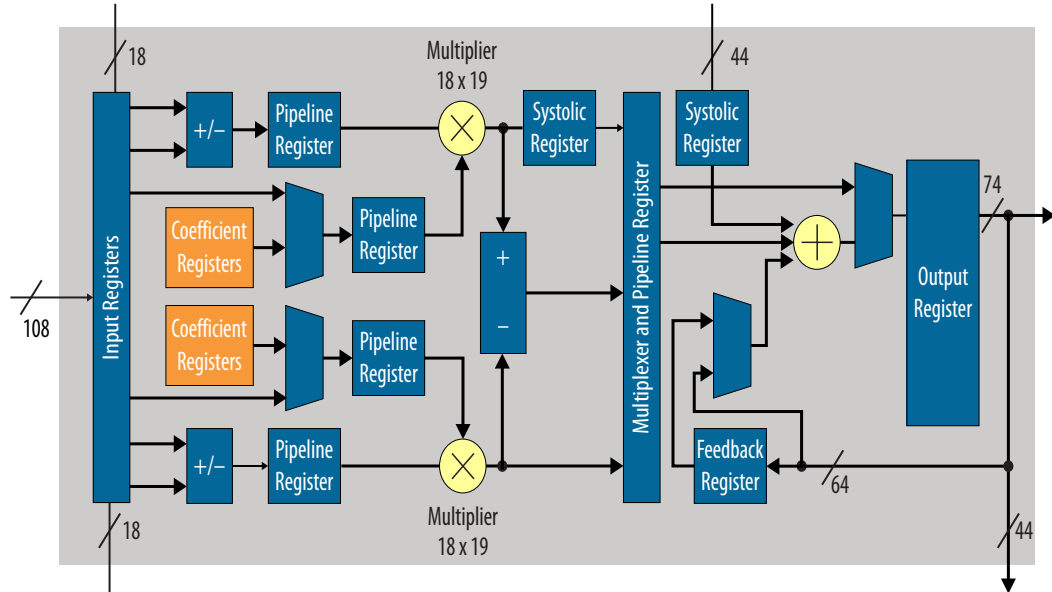 18
44
Multiplier
18 x 19
+/–
Pipeline
Register
Systolic
Register
Systolic
Register
Input Registers
Coefficient
Registers
Pipeline
Register
Multiplexer and Pipeline Register
74
+
–
Output
Register
108
Coefficient
Registers
Pipeline
Register
+/–
Pipeline
Register
Feedback
Register
64
Multiplier
18 x 19
18
44